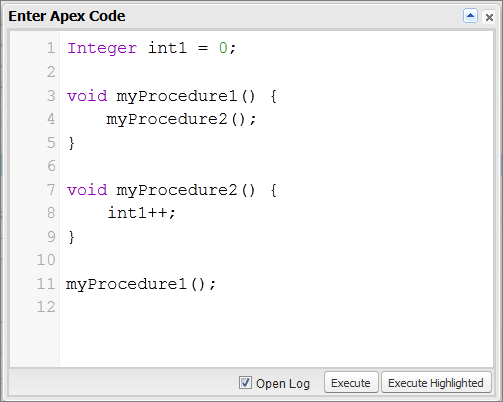 Enter Apex Code
1 Integer int1 = 0;
2
3 void myProcedure1() {
4     myProcedure2();
5 }
6
7 void myProcedure2() {
8     int1++;
9 }
10
11 myProcedure1();
12
Open Log Execute Execute Highlighted